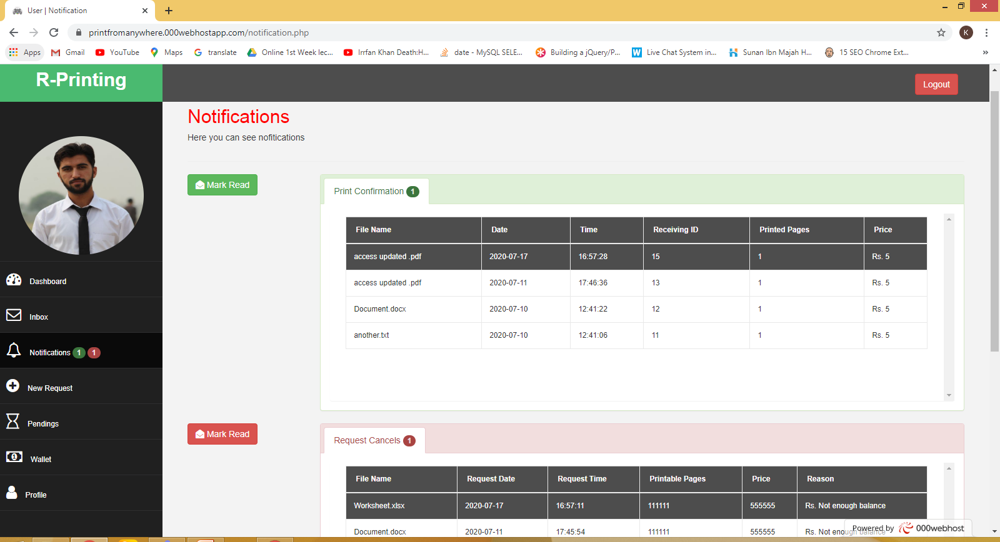 User | Notification
printfromanywhere.000webhostapp.com/notification.php
K
Apps Gmail YouTube Maps translate Online 1st Week lec... Irrfan Khan Death:H... date - MySQL SELE... Building a jQuery/P... Live Chat System in... Sunan Ibn Majah H... 15 SEO Chrome Ext... »
R-Printing
Logout
Notifications
Here you can see nofitications
Mark Read
Print Confirmation 1
File Name Date Time Receiving ID Printed Pages Price
access updated .pdf 2020-07-17 16:57:28 15 1 Rs. 5
access updated .pdf 2020-07-11 17:46:36 13 1 Rs. 5
Document.docx 2020-07-10 12:41:22 12 1 Rs. 5
another.txt 2020-07-10 12:41:06 11 1 Rs. 5
Dashboard
Inbox
Notifications 1 1
New Request
Pendings
Wallet
Profile
Mark Read
Request Cancels 1
File Name Request Date Request Time Printable Pages Price Reason
Worksheet.xlsx 2020-07-17 16:57:11 111111 555555 Rs. Not enough balance
Document.docx 2020-07-11 17:45:54 111111 555555 Rs. Not enough balance
Powered by 000webhost